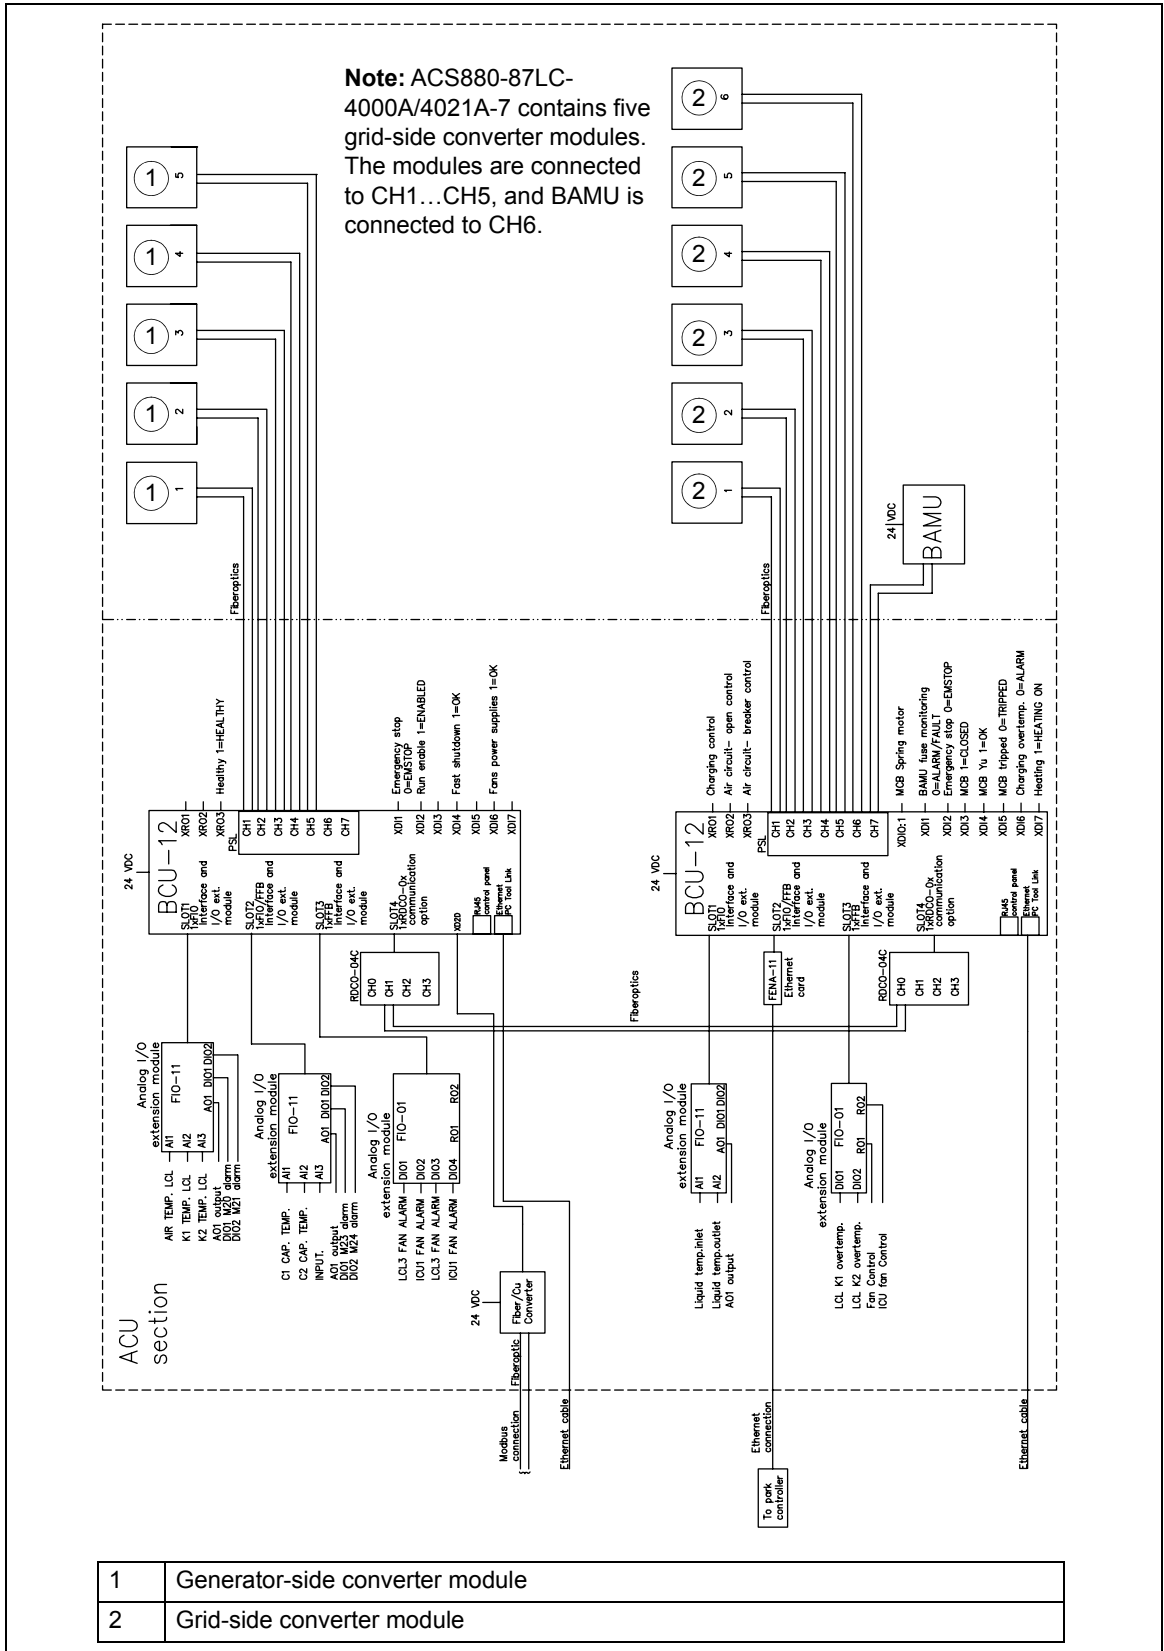 Note: ACS880-87LC-
4000A/4021A-7 contains five
grid-side converter modules.
The modules are connected
to CH1…CH5, and BAMU is
connected to CH6.
1 5
1 4
1 3
1 2
1 1
2 6
2 5
2 4
2 3
2 2
2 1
Fiberoptics
Fiberoptics
24 VDC
BAMU
24 VDC
BCU-12
XRO1
XRO2
XRO3 Healthy 1=HEALTHY
PSL
CH1
CH2
CH3
CH4
CH5
CH6
CH7
XDI1 Emergency stop
0=EMSTOP
XDI2 Run enable 1=ENABLED
XDI3
XDI4 Fast shutdown 1=OK
XDI5
XDI6 Fans power supplies 1=OK
XDI7
SLOT1
1xFIO
Interface and
I/O ext.
module
SLOT2
1xFIO/FFB
Interface and
I/O ext.
module
SLOT3
1xFFB
Interface and
I/O ext.
module
SLOT4
1xRDCO-0x
communication
option
XD2D
RJ45
control panel
Ethernet
PC Tool Link
24 VDC
BCU-12
XRO1 Charging control
XRO2 Air circuit- open control
XRO3 Air circuit- breaker control
PSL
CH1
CH2
CH3
CH4
CH5
CH6
CH7
XDIO:1 MCB Spring motor
XDI1 BAMU fuse monitoring
0=ALARM/FAULT
XDI2 Emergency stop 0=EMSTOP
XDI3 MCB 1=CLOSED
XDI4 MCB Yu 1=OK
XDI5 MCB tripped 0=TRIPPED
XDI6 Charging overtemp. 0=ALARM
XDI7 Heating 1=HEATING ON
SLOT1
1xFIO
Interface and
I/O ext.
module
SLOT2
1xFIO/FFB
Interface and
I/O ext.
module
SLOT3
1xFFB
Interface and
I/O ext.
module
SLOT4
1xRDCO-0x
communication
option
RJ45
control panel
Ethernet
PC Tool Link
RDCO-04C
CH0
CH1
CH2
CH3
Fiberoptics
FENA-11
Ethernet
card
RDCO-04C
CH0
CH1
CH2
CH3
Analog I/O
extension module
FIO-11
AI1
AI2
AI3
AO1 DIO1 DIO2
AIR TEMP. LCL
K1 TEMP. LCL
K2 TEMP. LCL
AO1 output
DIO1 M20 alarm
DIO2 M21 alarm
Analog I/O
extension module
FIO-11
AI1
AI2
AI3
AO1 DIO1 DIO2
C1 CAP. TEMP.
C2 CAP. TEMP.
INPUT.
AO1 output
DIO1 M23 alarm
DIO2 M24 alarm
Analog I/O
extension module
FIO-01
DIO1
DIO2
DIO3
DIO4
RO1 RO2
LCL3 FAN ALARM
ICU1 FAN ALARM
LCL3 FAN ALARM
ICU1 FAN ALARM
Analog I/O
extension module
FIO-11
AI1
AI2
AO1 DIO1 DIO2
Liquid temp.inlet
Liquid temp.outlet
AO1 output
Analog I/O
extension module
FIO-01
DIO1
DIO2
RO1 RO2
LCL K1 overtemp.
LCL K2 overtemp.
Fan Control
ICU fan Control
24 VDC
Fiber/Cu
Converter
ACU
section
Fiberoptic
Modbus
connection
Ethernet cable
Ethernet
connection
To park
controller
Ethernet cable
1 Generator-side converter module
2 Grid-side converter module